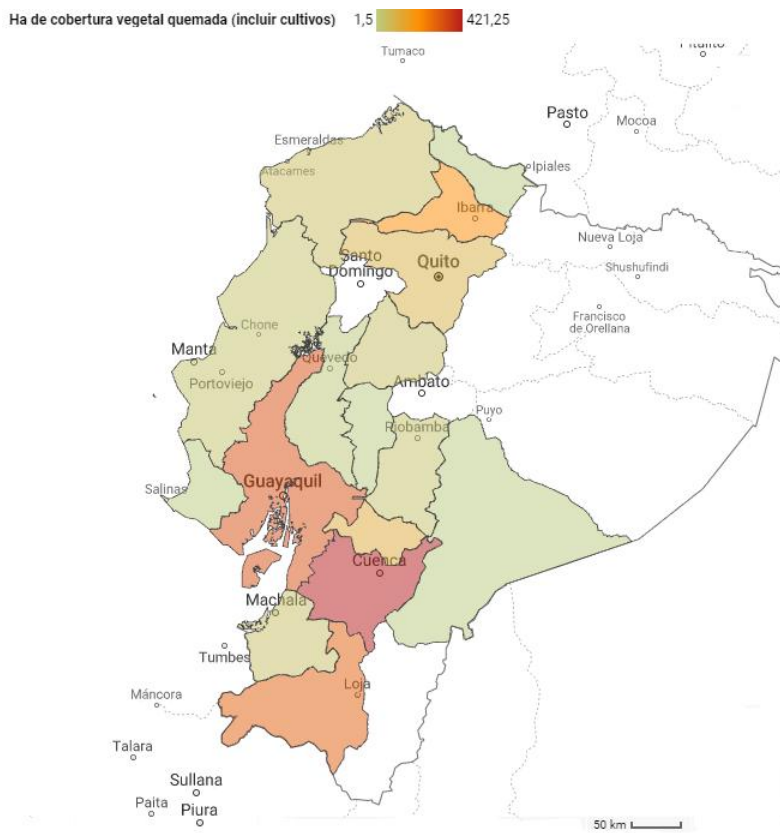 Ha de cobertura vegetal quemada (incluir cultivos) 1,5 421,25
Tumaco
Pasto
Mocoa
Esmeraldas
Ipiales
Atacames
Ibarra
Nueva Loja
Santo
Domingo
Quito
Shushufindi
Francisco
de Orellana
Chone
Manta
Quevedo
Portoviejo
Ambato
Puyo
Riobamba
Salinas
Guayaquil
Cuenca
Machala
Tumbes
Loja
Máncora
Talara
Sullana
Paita
Piura
50 km